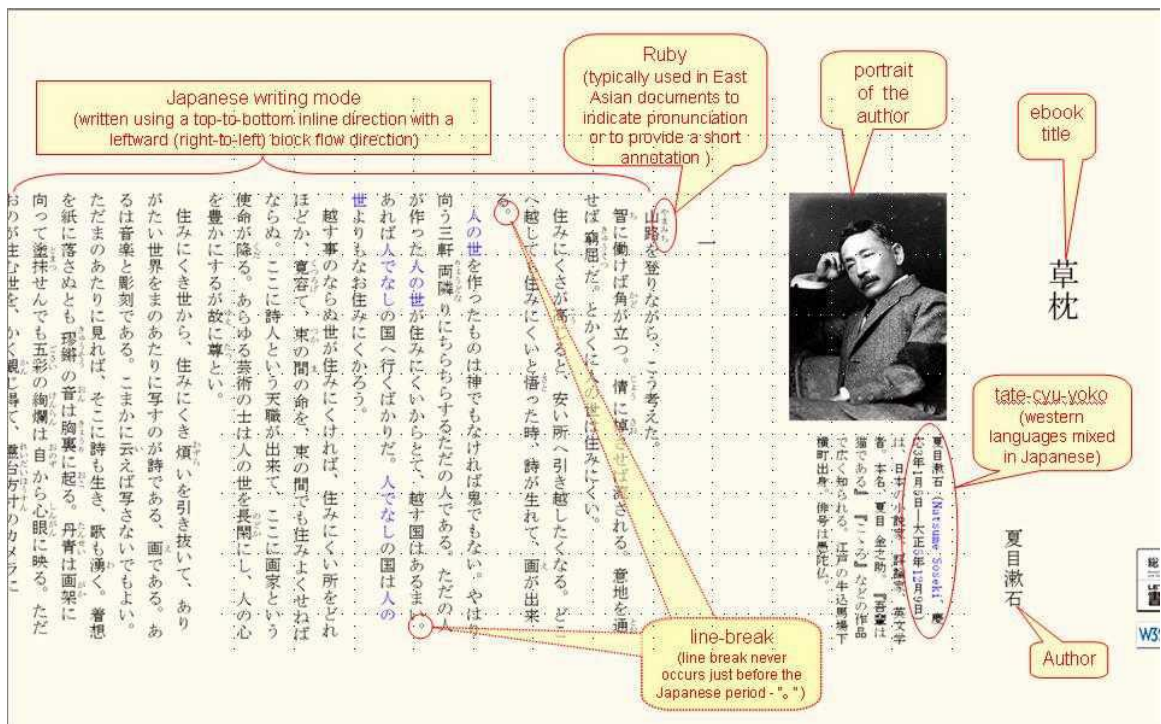 Japanese writing mode
(written using a top-to-bottom inline direction with a
leftward (right-to-left) block flow direction)
Ruby
(typically used in East
Asian documents to
indicate pronunciation
or to provide a short
annotation )
portrait
of the
author
ebook
title
草枕
夏目漱石
Author
tate-cyu-yoko
(western
languages mixed
in Japanese)
夏目漱石（Natsume Soseki、慶
応3年1月5日―大正5年12月9日）
は、日本の小説家、評論家、英文学
者。本名、夏目金之助。『吾輩は
猫である』『こころ』などの作品
で広く知られる。江戸の牛込馬場下
横町出身。俳号は愚陀仏。
一
山路を登りながら、こう考えた。
智に働けば角が立つ。情に棹させば流される。意地を通
せば窮屈だ。とかくに人の世は住みにくい。
住みにくさが高じると、安い所へ引き越したくなる。どこ
へ越しても住みにくいと悟った時、詩が生れて、画が出来
る。
人の世を作ったものは神でもなければ鬼でもない。やはり
向う三軒両隣りにちらちらするただの人である。ただの人
が作った人の世が住みにくいからとて、越す国はあるまい。
あれば人でなしの国へ行くばかりだ。人でなしの国は人の
世よりもなお住みにくかろう。
越す事のならぬ世が住みにくければ、住みにくい所をどれ
ほどか、寛容て、束の間の命を、束の間でも住みよくせねば
ならぬ。ここに詩人という天職が出来て、ここに画家という
使命が降る。あらゆる芸術の士は人の世を長閑にし、人の心
を豊かにするが故に尊とい。
住みにくき世から、住みにくき煩いを引き抜いて、あり
がたい世界をまのあたりに写すのが詩である、画である。あ
るは音楽と彫刻である。こまかに云えば写さないでもよい。
ただまのあたりに見れば、そこに詩も生き、歌も湧く。着想
を紙に落さぬとも璆鏘の音は胸裏に起る。丹青は画架に
向って塗抹せんでも五彩の絢爛は自から心眼に映る。ただ
おのが住む世を、かく観じ得て、霊台方寸のカメラに
line-break
(line break never
occurs just before the
Japanese period - "。")